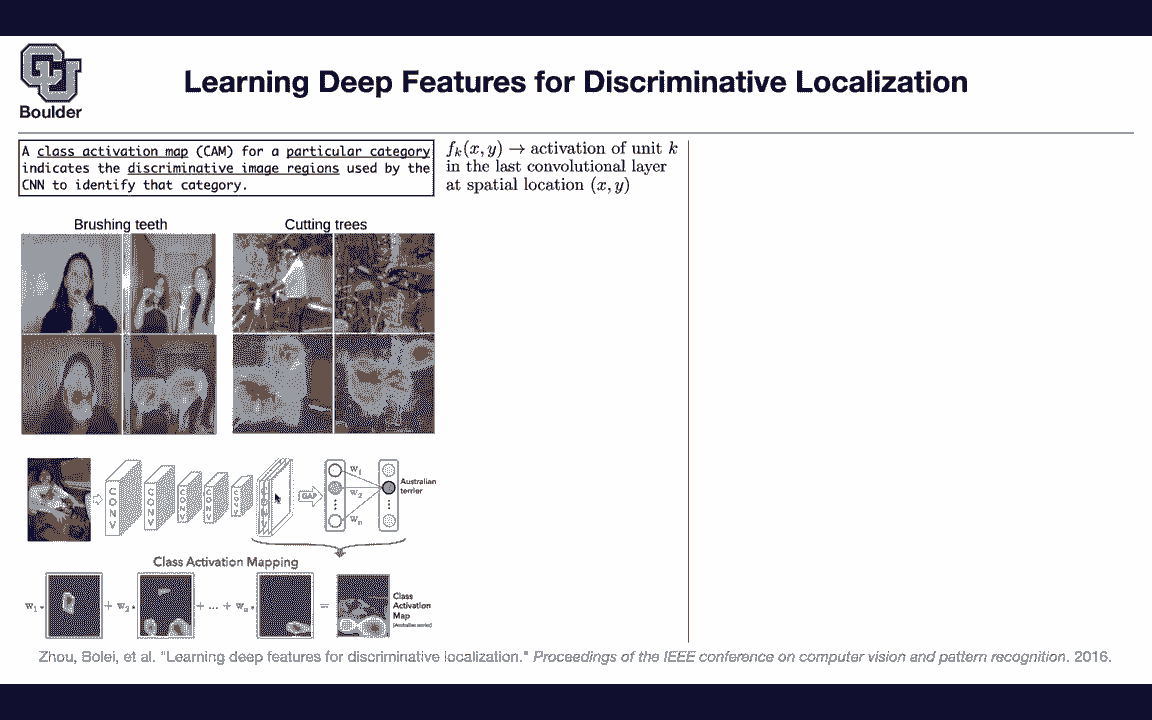 Boulder
Learning Deep Features for Discriminative Localization
A class activation map (CAM) for a particular category
indicates the discriminative image regions used by the
CNN to identify that category.
f_k(x, y) → activation of unit k
in the last convolutional layer
at spatial location (x, y)
Brushing teeth
Cutting trees
CONV
CONV
CONV
CONV
CONV
CONV
GAP
w_1
w_2
w_n
Australian
terrier
Class Activation Mapping
w_1 * + w_2 * + ... + w_n * =
Class
Activation
Map
(Australian terrier)
Zhou, Bolei, et al. "Learning deep features for discriminative localization." Proceedings of the IEEE conference on computer vision and pattern recognition. 2016.